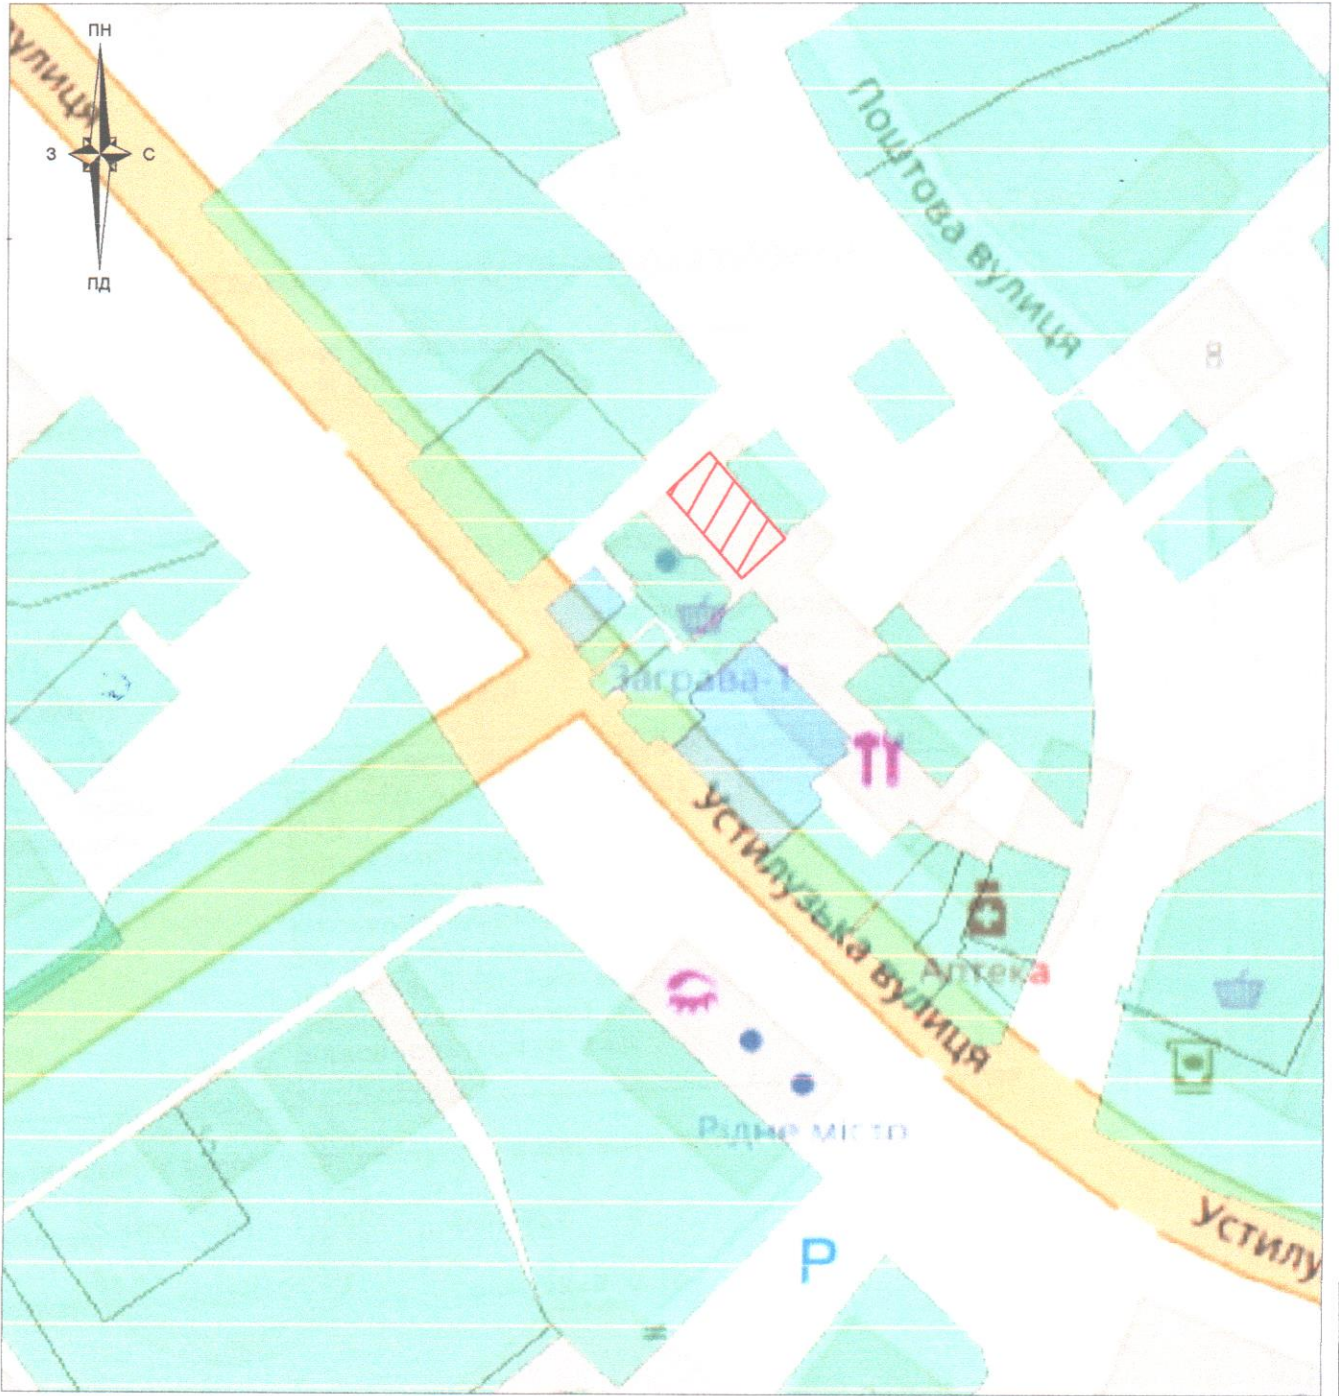 вулиця
ПН
З
С
ПД
Поштова вулиця
8
Заграва-1
Устилузька вулиця
Аптека
Рідне місто
P
Устилу